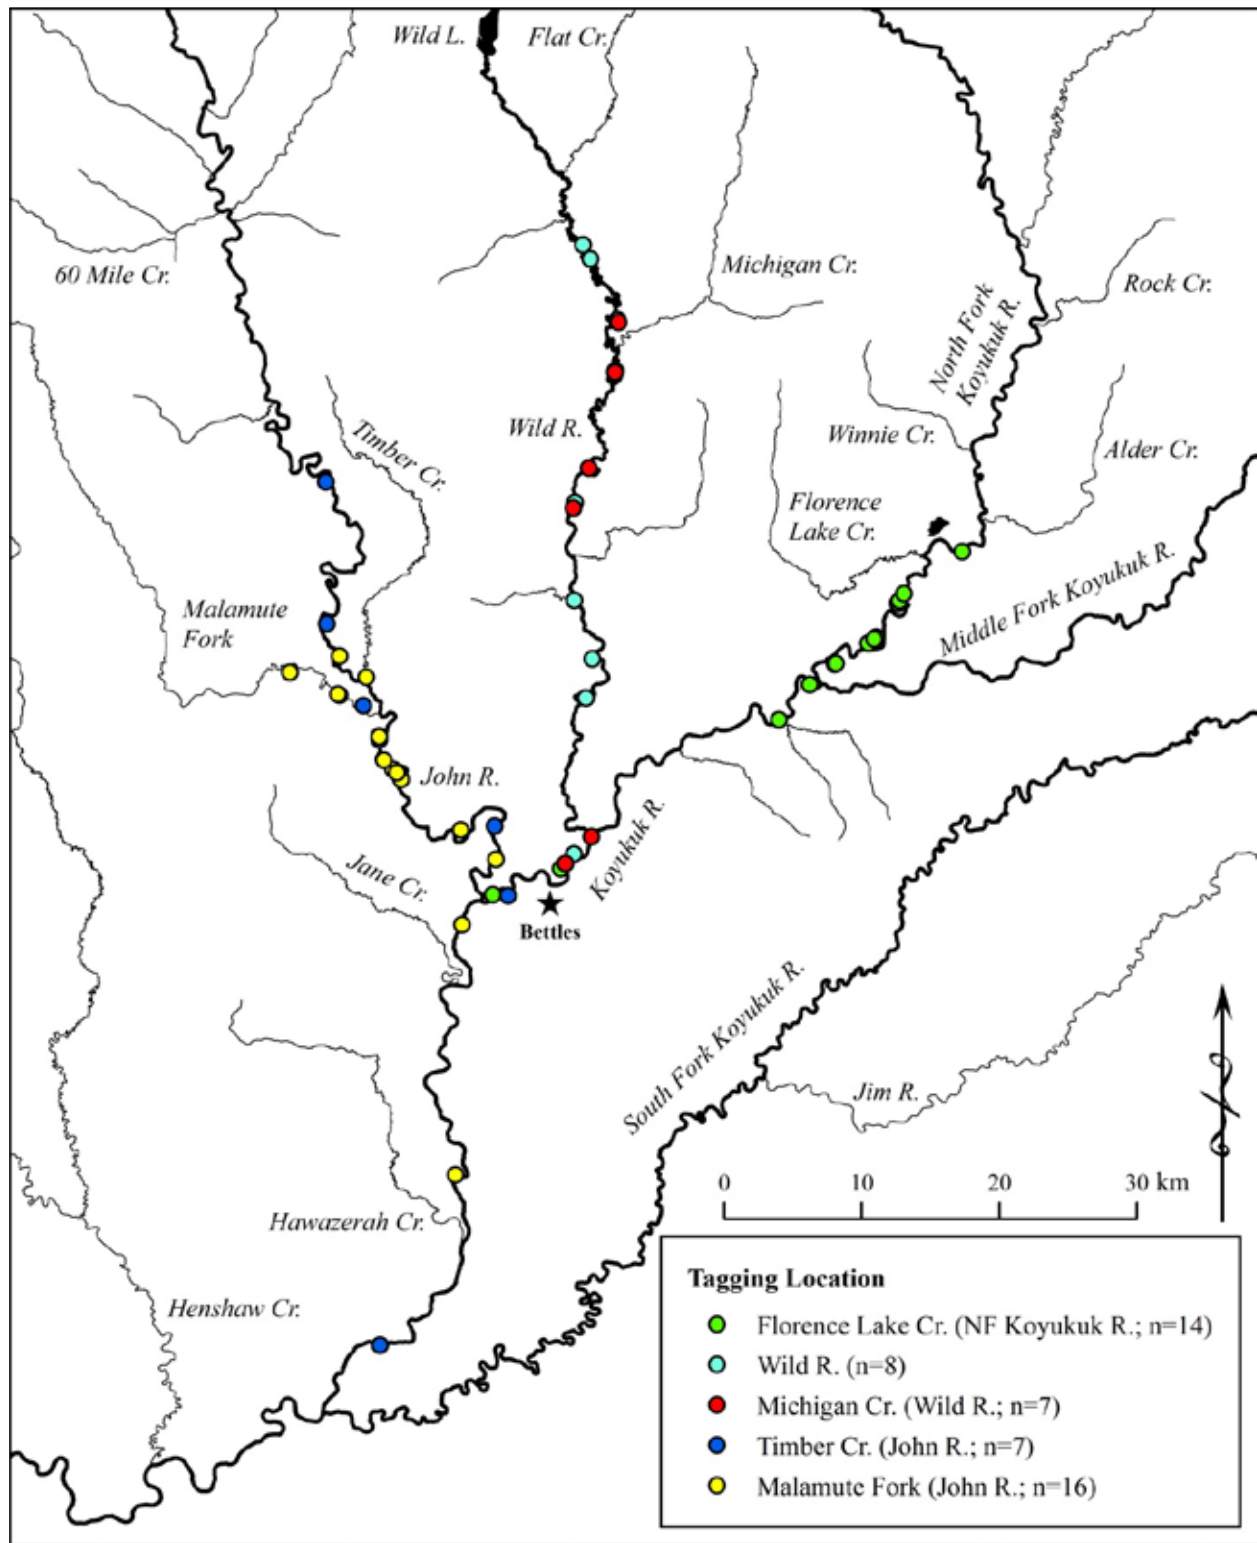 Wild L.
Flat Cr.
60 Mile Cr.
Michigan Cr.
North Fork
Koyukuk R.
Rock Cr.
Timber Cr.
Wild R.
Winnie Cr.
Alder Cr.
Florence
Lake Cr.
Middle Fork Koyukuk R.
Malamute
Fork
John R.
Koyukuk R.
Jane Cr.
Bettles
South Fork Koyukuk R.
Jim R.
Hawazerah Cr.
Henshaw Cr.
0 10 20 30 km
Tagging Location
Florence Lake Cr. (NF Koyukuk R.; n=14)
Wild R. (n=8)
Michigan Cr. (Wild R.; n=7)
Timber Cr. (John R.; n=7)
Malamute Fork (John R.; n=16)